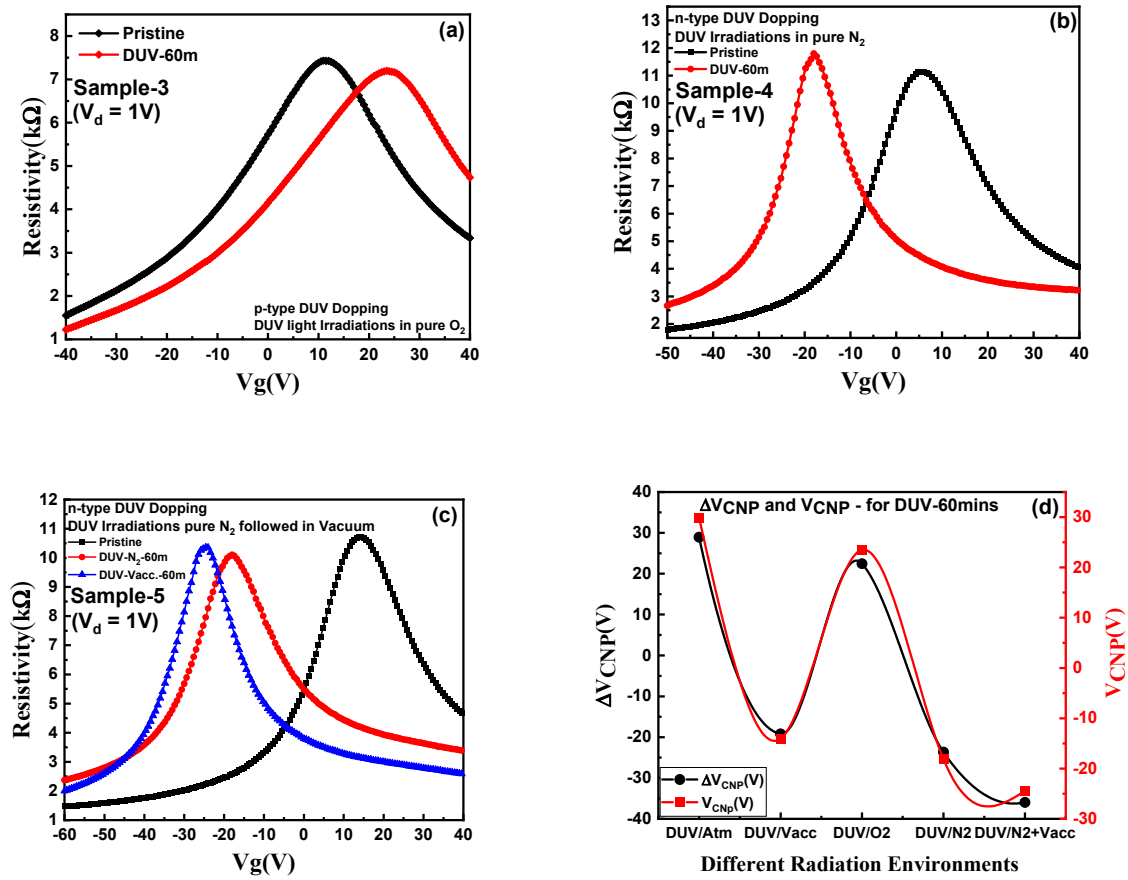 (a)
Pristine
DUV-60m
Sample-3
(Vd = 1V)
p-type DUV Doping
DUV light Irradiations in pure O2
Resistivity(kΩ)
8
7
6
5
4
3
2
1
-40 -30 -20 -10 0 10 20 30 40
Vg(V)
(b)
n-type DUV Doping
DUV Irradiations in pure N2
Pristine
DUV-60m
Sample-4
(Vd = 1V)
Resistivity(kΩ)
13
12
11
10
9
8
7
6
5
4
3
2
-50 -40 -30 -20 -10 0 10 20 30 40
Vg(V)
(c)
n-type DUV Doping
DUV Irradiations pure N2 followed in Vacuum
Pristine
DUV-N2-60m
DUV-Vacc.-60m
Sample-5
(Vd = 1V)
Resistivity(kΩ)
12
11
10
9
8
7
6
5
4
3
2
1
-60 -50 -40 -30 -20 -10 0 10 20 30 40
Vg(V)
(d)
ΔVCNP and VCNP - for DUV-60mins
ΔVCNP(V)
VCNp(V)
ΔVCNP(V)
40
30
20
10
0
-10
-20
-30
-40
VCNP(V)
30
20
10
0
-10
-20
-30
DUV/Atm DUV/Vacc DUV/O2 DUV/N2 DUV/N2+Vacc
Different Radiation Environments